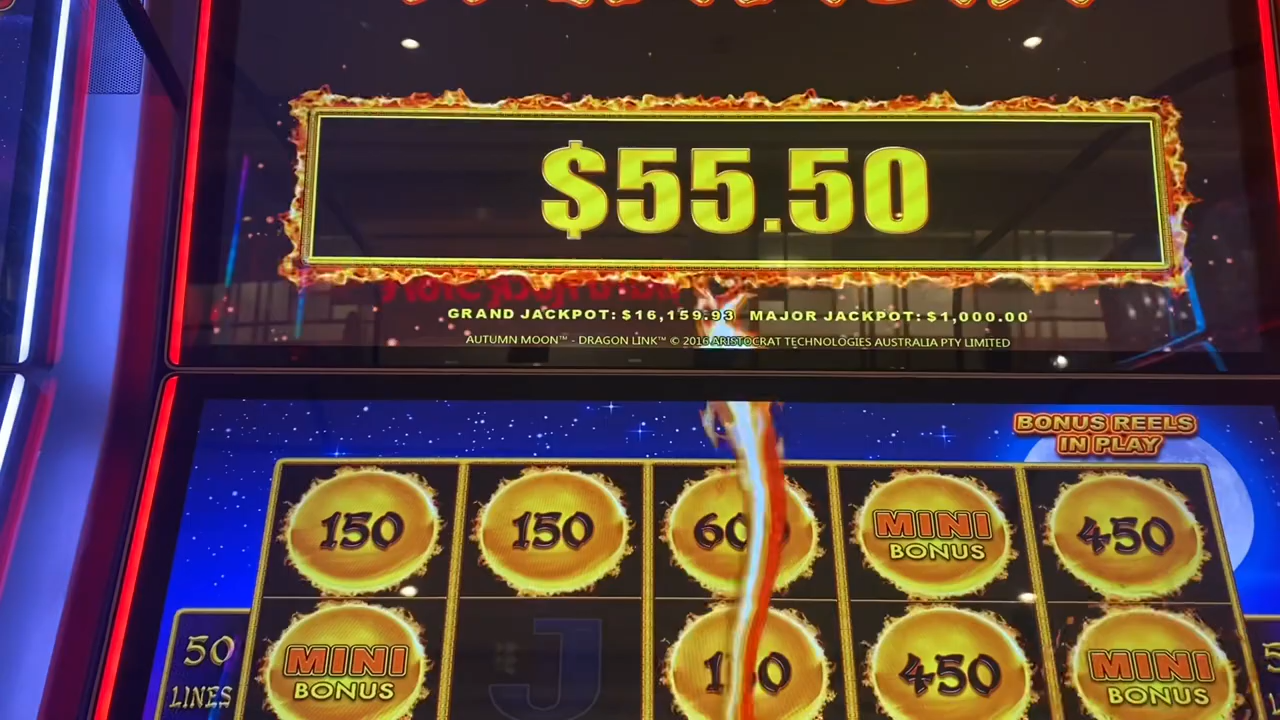 $55.50
GRAND JACKPOT: $16,159.93 MAJOR JACKPOT: $1,000.00
AUTUMN MOON™ - DRAGON LINK™ © 2016 ARISTOCRAT TECHNOLOGIES AUSTRALIA PTY LIMITED
BONUS REELS
IN PLAY
150 150 MINI BONUS 450
50 LINES
MINI BONUS J 450 MINI BONUS